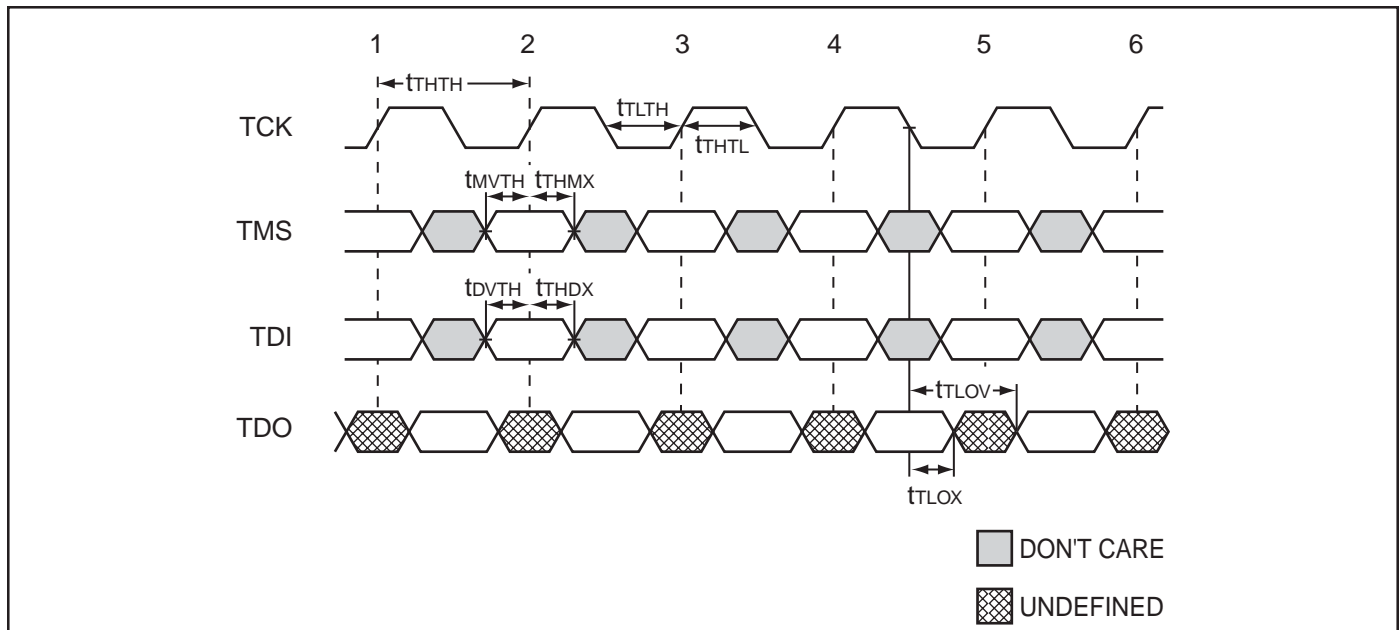 1 2 3 4 5 6
tTHTH
tTLTH
TCK
tTHTL
tMVTH tTHMX
TMS
tDVTH tTHDX
TDI
tTLOV
TDO
tTLOX
DON'T CARE
UNDEFINED